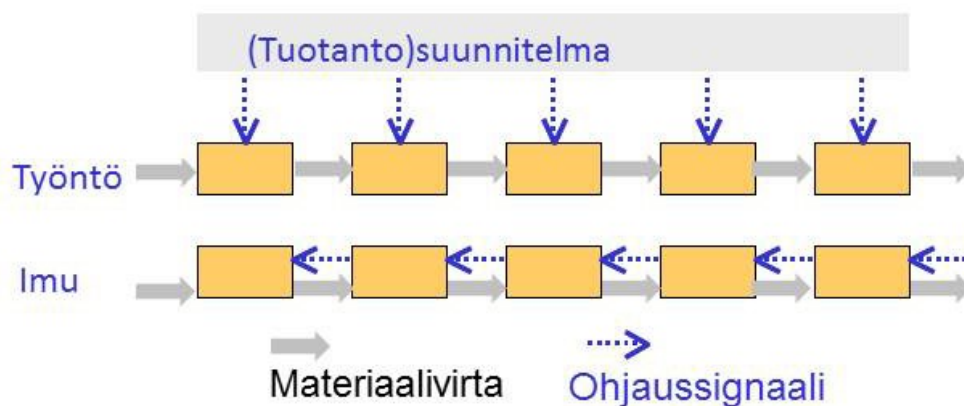 (Tuotanto)suunnitelma
Työntö
Imu
Materiaalivirta
Ohjaussignaali